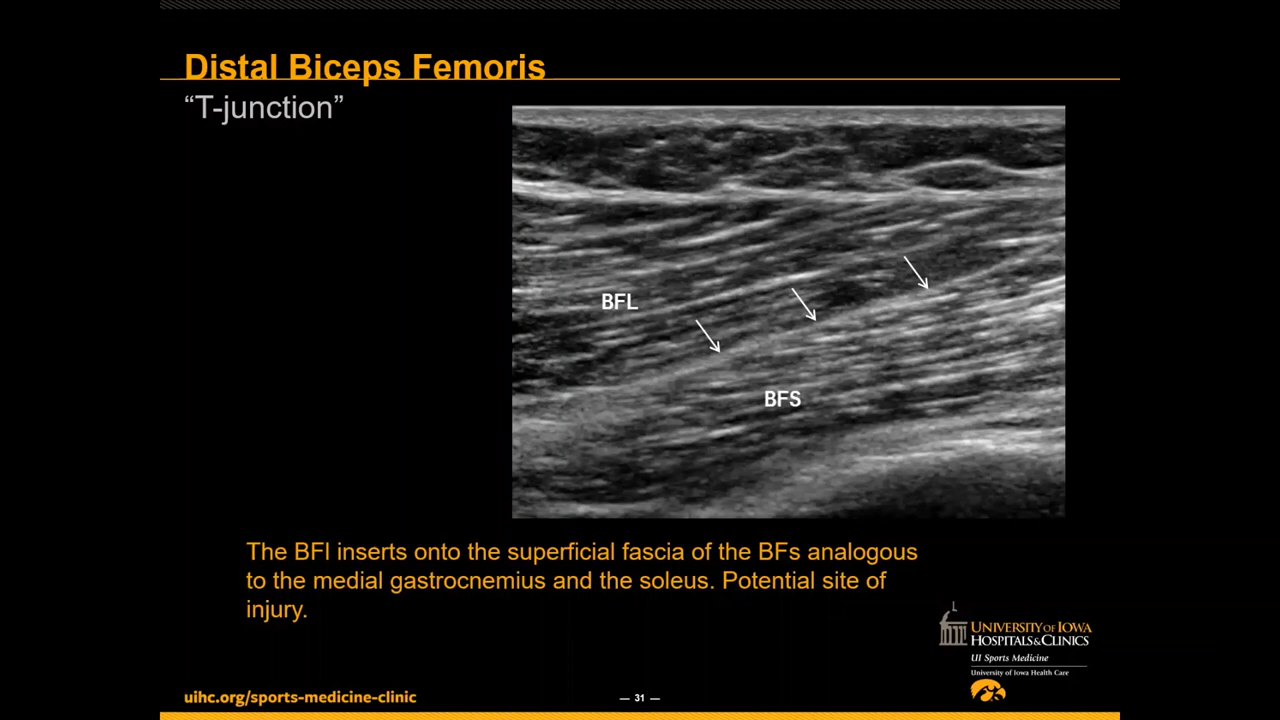 Distal Biceps Femoris
“T-junction”
BFL
BFS
The BFl inserts onto the superficial fascia of the BFs analogous
to the medial gastrocnemius and the soleus. Potential site of
injury.
UNIVERSITY OF IOWA
HOSPITALS & CLINICS
UI Sports Medicine
University of Iowa Health Care
uihc.org/sports-medicine-clinic
— 31 —